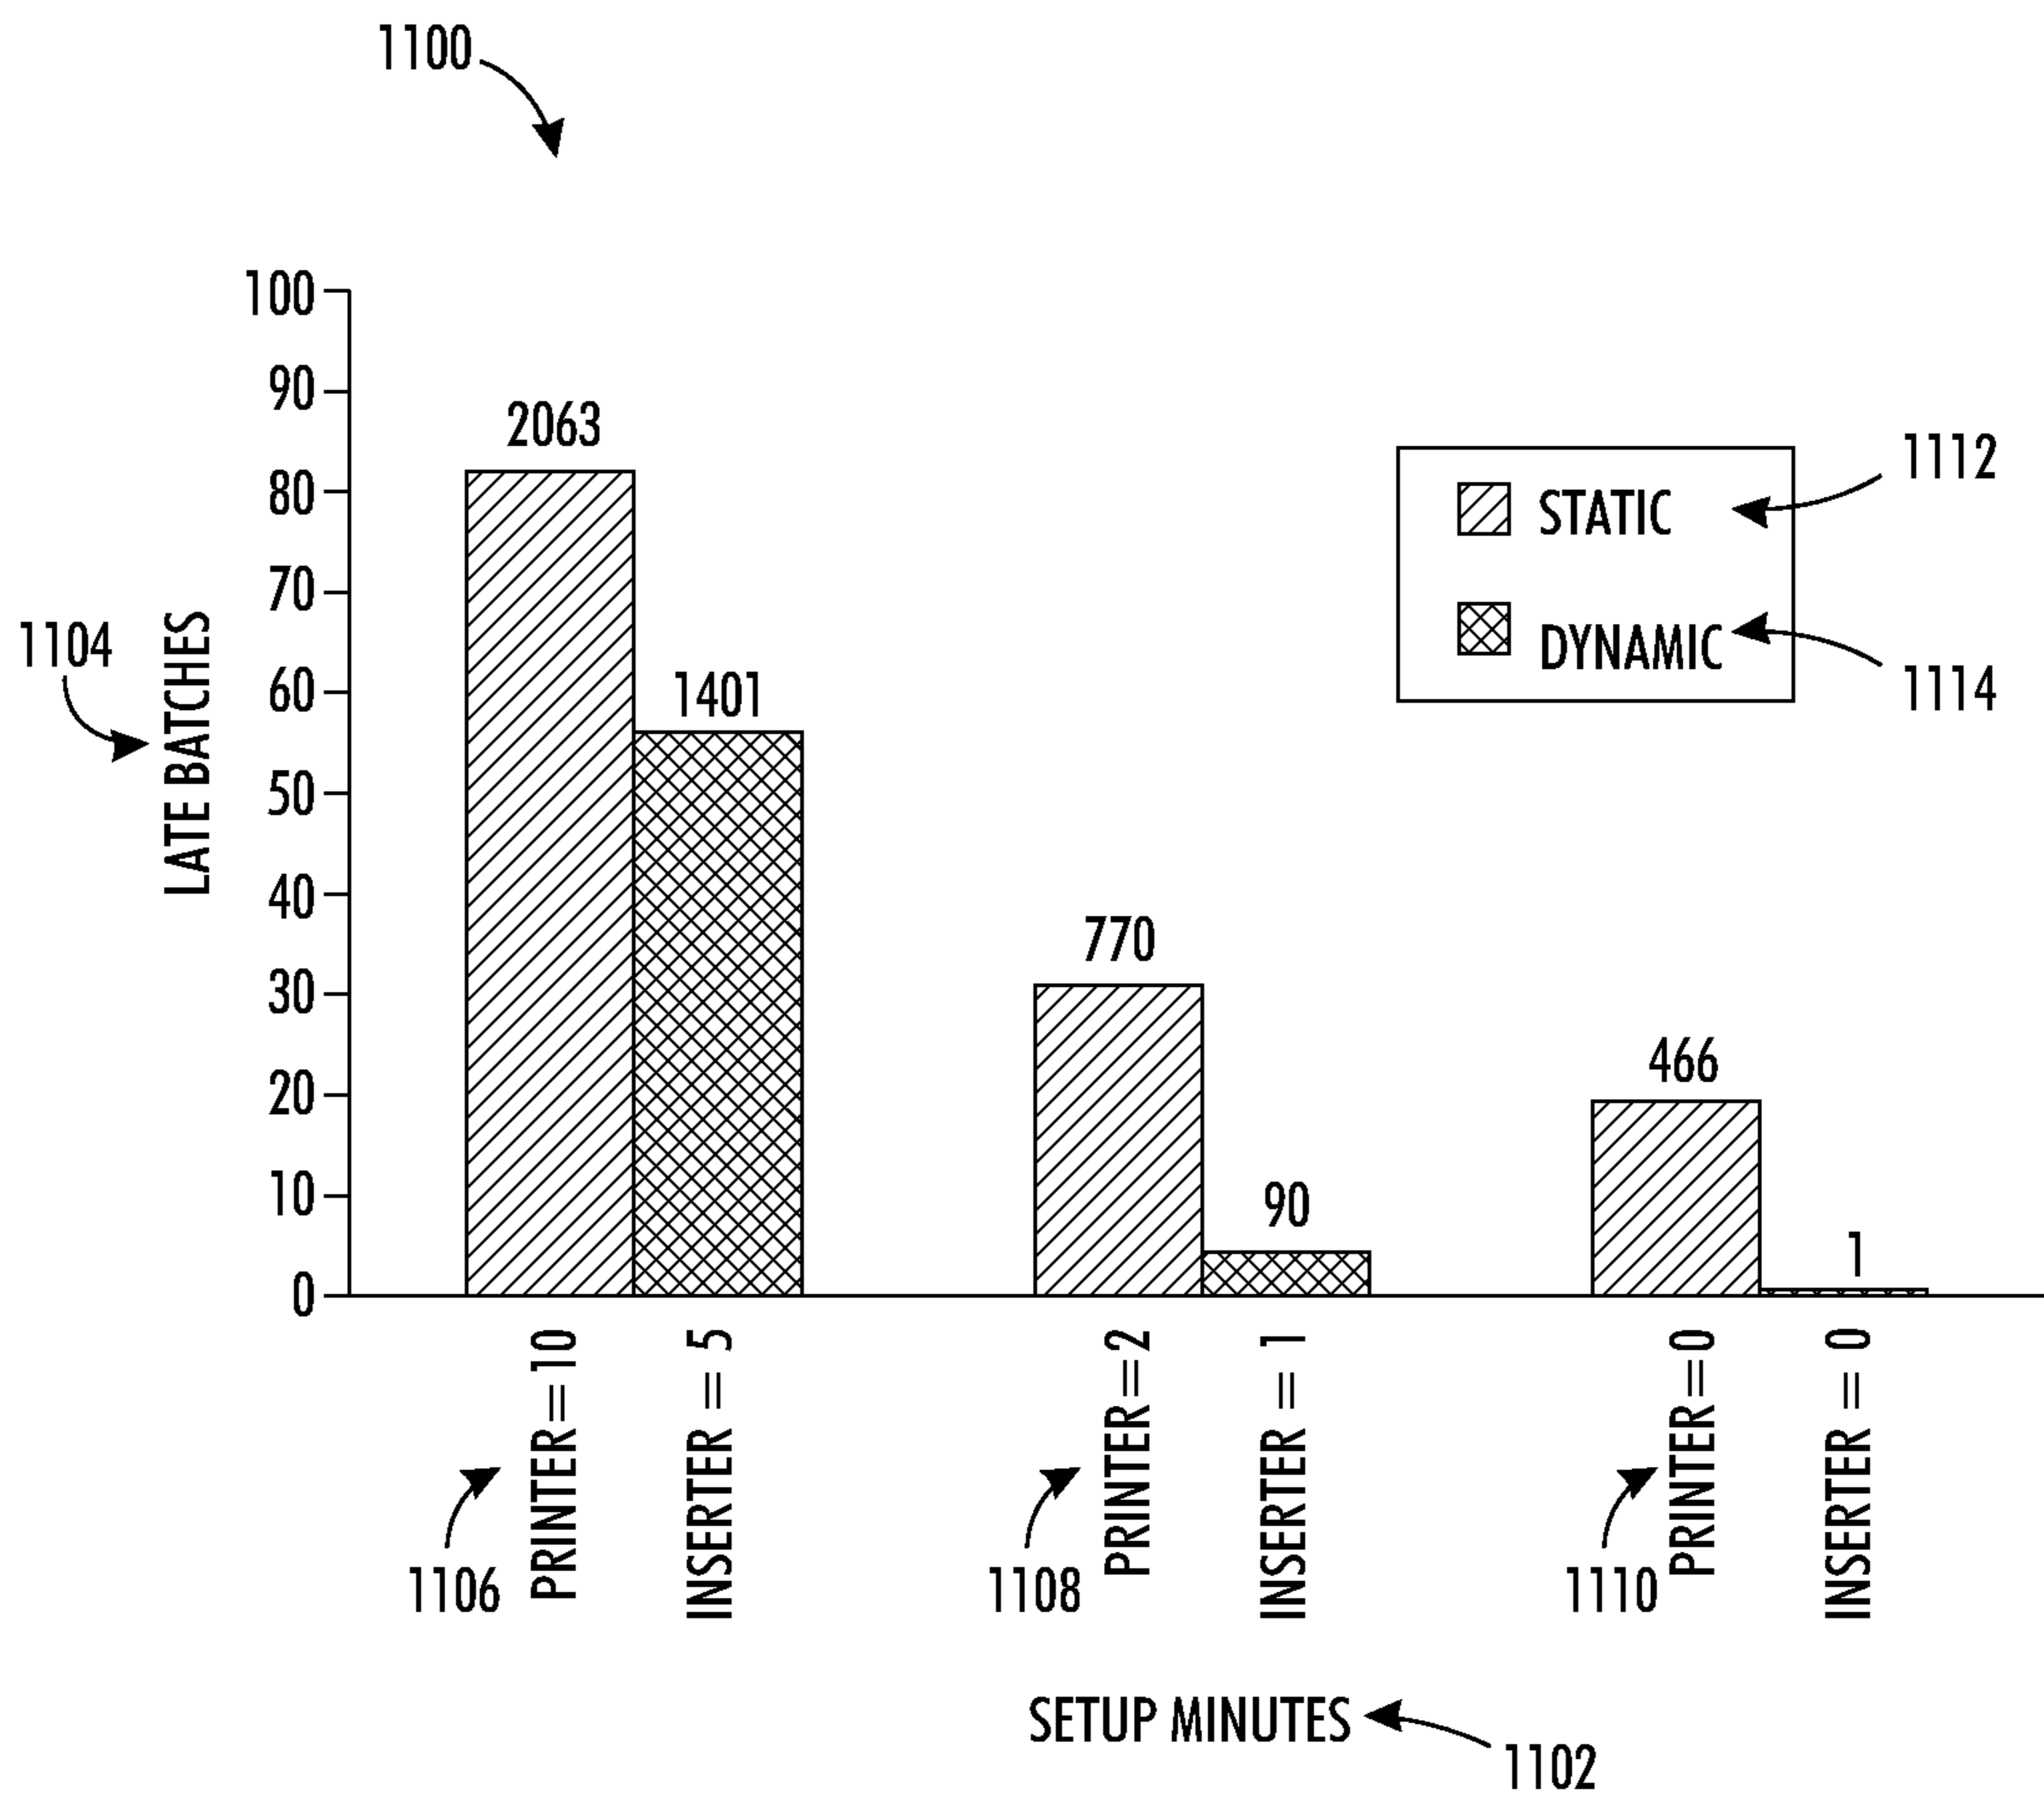 1100
100
90
80
70
60
50
40
30
20
10
0
1104
LATE BATCHES
2063
1401
770
90
466
1
STATIC
DYNAMIC
1112
1114
PRINTER=10
INSERTER = 5
PRINTER=2
INSERTER = 1
PRINTER=0
INSERTER = 0
1106
1108
1110
SETUP MINUTES
1102